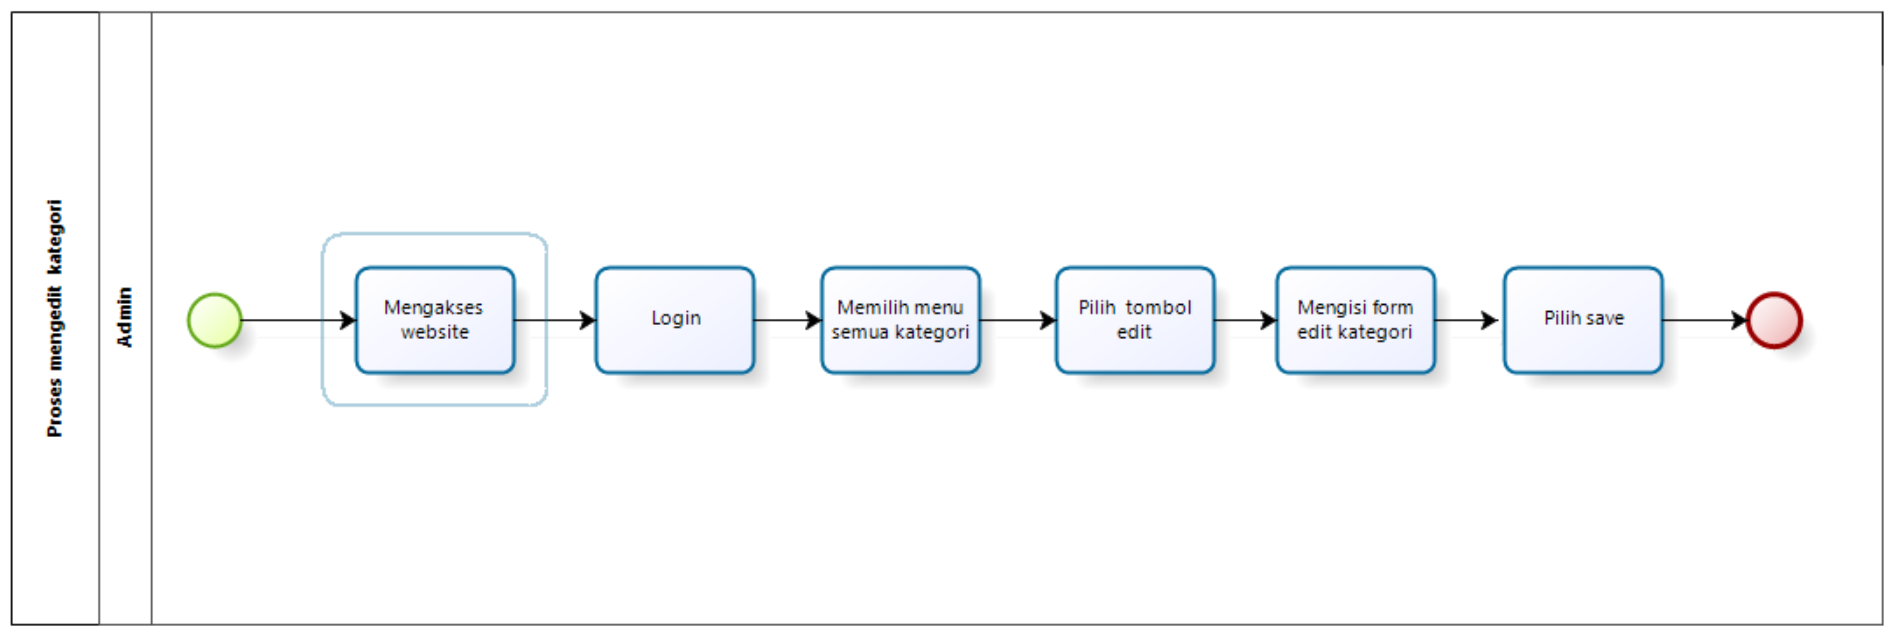 Proses mengedit kategori
Admin
Mengakses
website
Login
Memilih menu
semua kategori
Pilih tombol
edit
Mengisi form
edit kategori
Pilih save